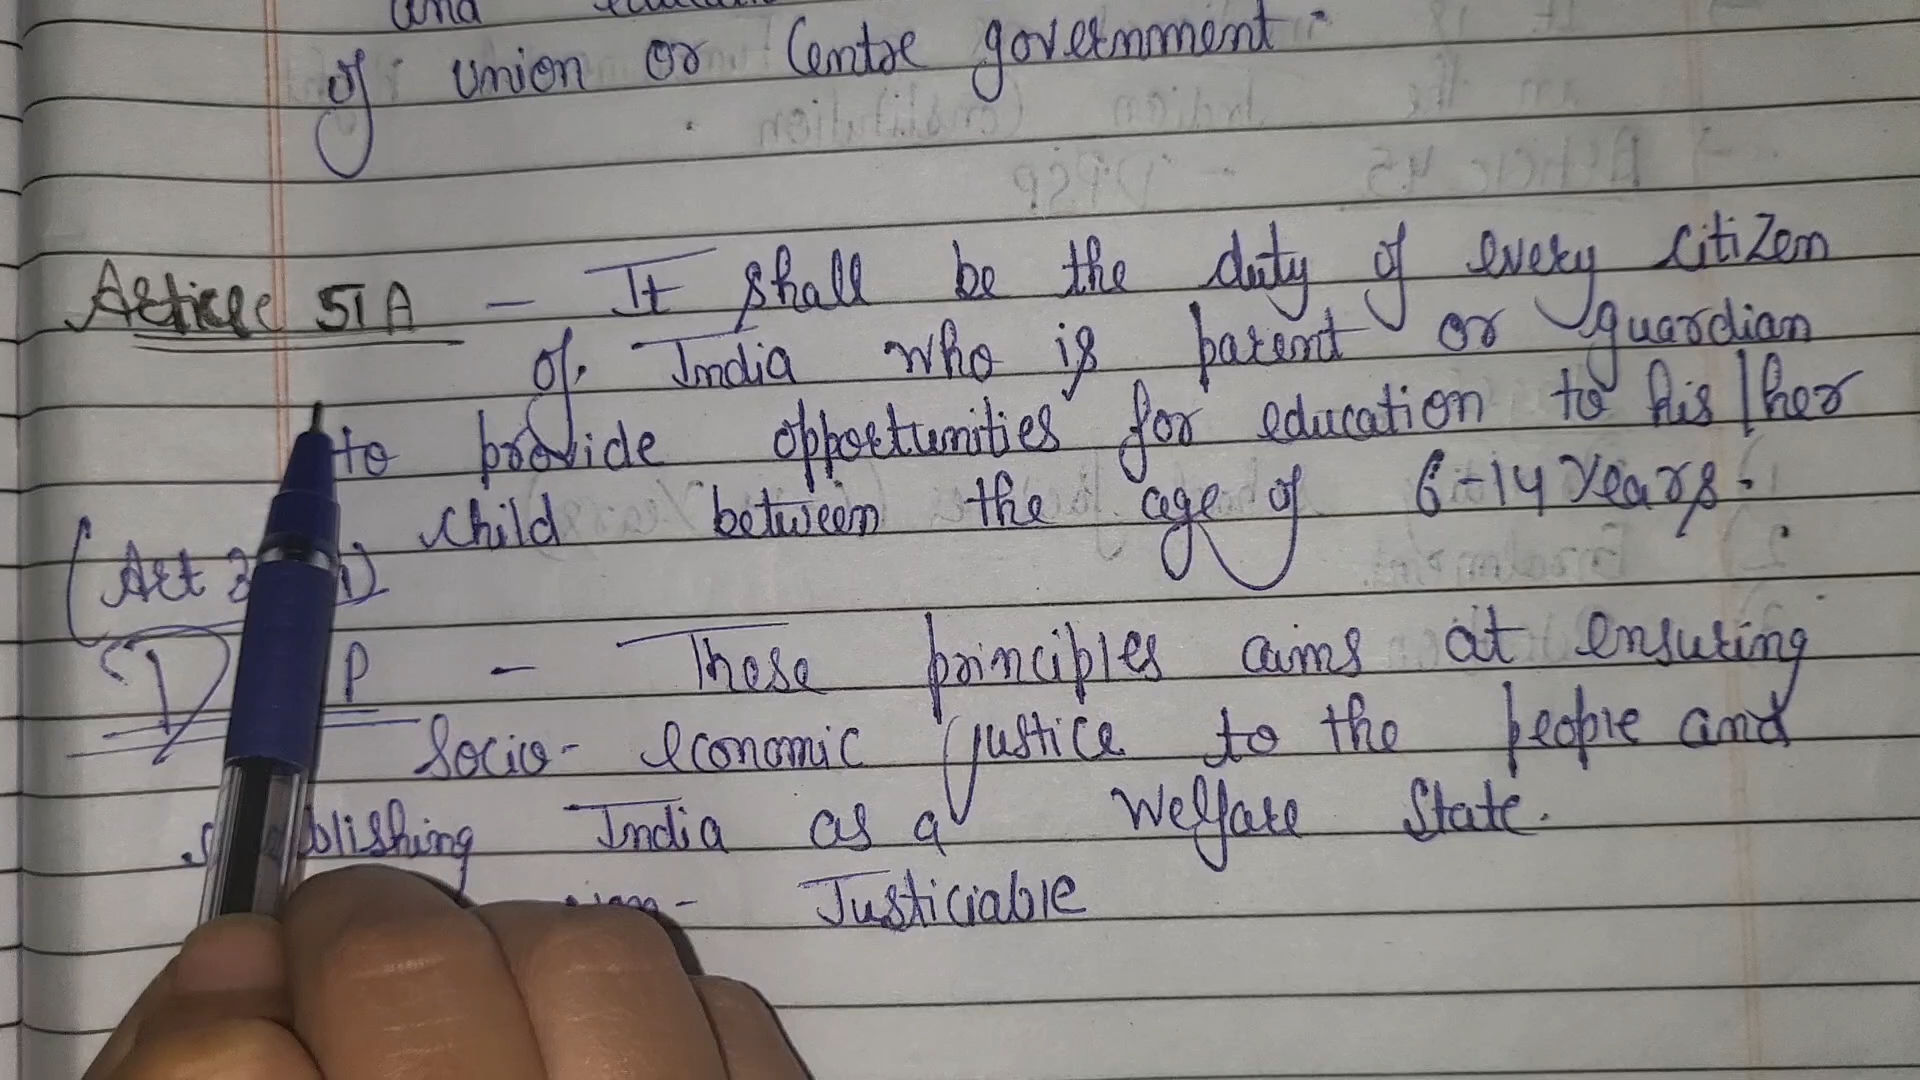 and
of union or Centre government.
Article 51A - It shall be the duty of every citizen
of India who is parent or guardian
to provide opportunities for education to his/her
child between the age of 6-14 Years.
(Art
D P - These principles aims at ensuring
Socio-economic justice to the people and
establishing India as a Welfare State.
Justiciable